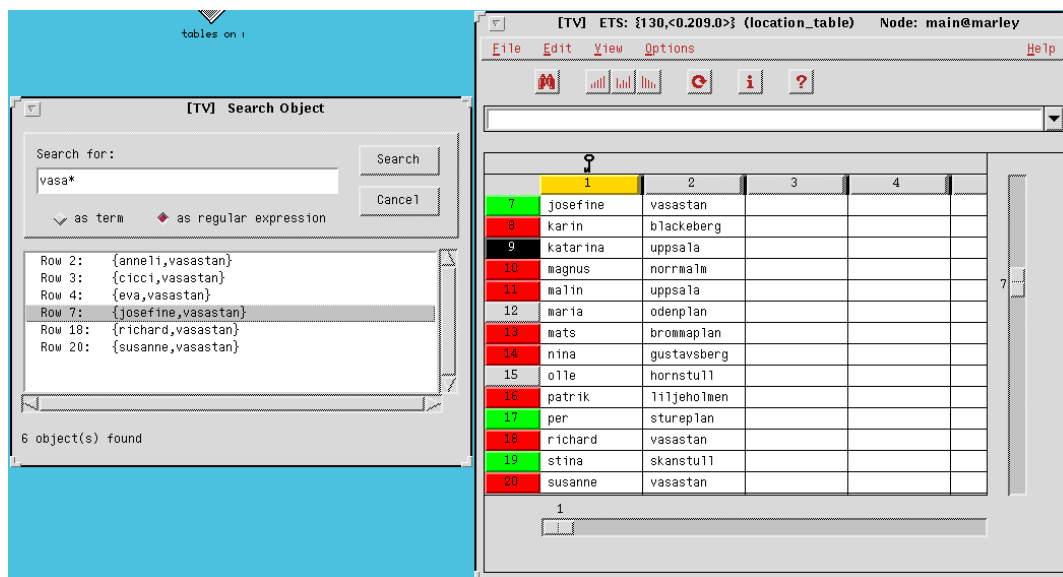 tables on
[TV] Search Object
Search for:
vasa*
Search
Cancel
as term
as regular expression
Row 2: {anneli,vasastan}
Row 3: {cicci,vasastan}
Row 4: {eva,vasastan}
Row 7: {josefine,vasastan}
Row 18: {richard,vasastan}
Row 20: {susanne,vasastan}
6 object(s) found
[TV] ETS: {130,<0.209.0>} (location_table) Node: main@marley
File Edit View Options Help
i ?
1 2 3 4
7 josefine vasastan
8 karin blackeberg
9 katarina uppsala
10 magnus norrmalm
11 malin uppsala
12 maria odenplan
13 mats brommaplan
14 nina gustavsberg
15 olle hornstull
16 patrik liljeholmen
17 per stureplan
18 richard vasastan
19 stina skanstull
20 susanne vasastan
7
1